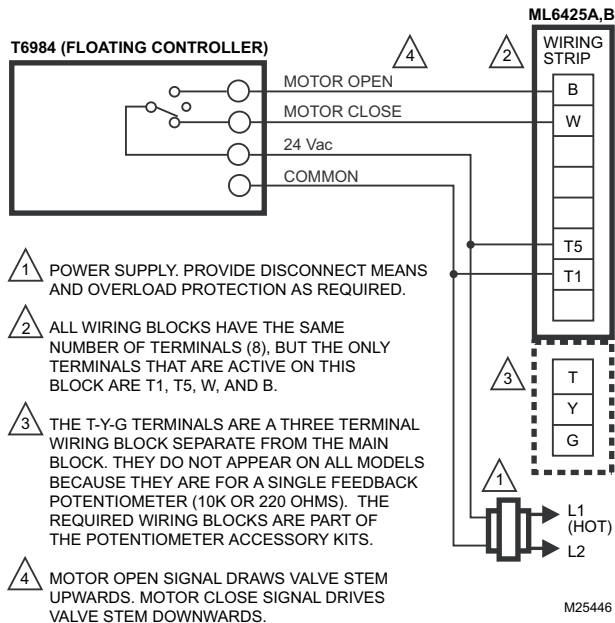 ML6425A,B
T6984 (FLOATING CONTROLLER)
4
2
WIRING
STRIP
MOTOR OPEN
B
MOTOR CLOSE
W
24 Vac
COMMON
T5
T1
1 POWER SUPPLY. PROVIDE DISCONNECT MEANS
AND OVERLOAD PROTECTION AS REQUIRED.
2 ALL WIRING BLOCKS HAVE THE SAME
NUMBER OF TERMINALS (8), BUT THE ONLY
TERMINALS THAT ARE ACTIVE ON THIS
BLOCK ARE T1, T5, W, AND B.
3
T
Y
G
3 THE T-Y-G TERMINALS ARE A THREE TERMINAL
WIRING BLOCK SEPARATE FROM THE MAIN
BLOCK. THEY DO NOT APPEAR ON ALL MODELS
BECAUSE THEY ARE FOR A SINGLE FEEDBACK
POTENTIOMETER (10K OR 220 OHMS). THE
REQUIRED WIRING BLOCKS ARE PART OF
THE POTENTIOMETER ACCESSORY KITS.
1
L1
(HOT)
L2
4 MOTOR OPEN SIGNAL DRAWS VALVE STEM
UPWARDS. MOTOR CLOSE SIGNAL DRIVES
VALVE STEM DOWNWARDS.
M25446